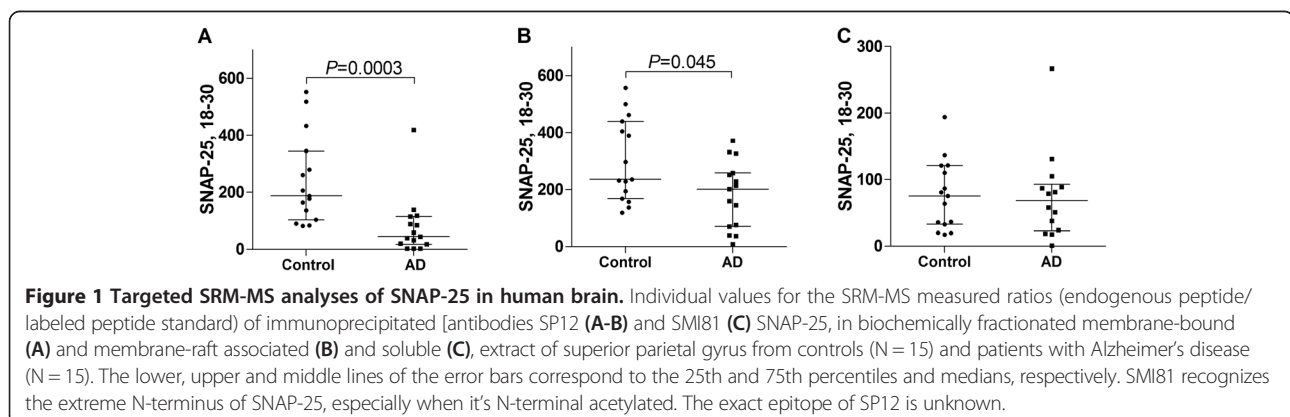 A
B
C
P=0.0003
P=0.045
SNAP-25, 18-30
600
400
200
0
Control AD
SNAP-25, 18-30
600
400
200
0
Control AD
SNAP-25, 18-30
300
200
100
0
Control AD
Figure 1 Targeted SRM-MS analyses of SNAP-25 in human brain. Individual values for the SRM-MS measured ratios (endogenous peptide/
labeled peptide standard) of immunoprecipitated [antibodies SP12 (A-B) and SMI81 (C) SNAP-25, in biochemically fractionated membrane-bound
(A) and membrane-raft associated (B) and soluble (C), extract of superior parietal gyrus from controls (N = 15) and patients with Alzheimer's disease
(N = 15). The lower, upper and middle lines of the error bars correspond to the 25th and 75th percentiles and medians, respectively. SMI81 recognizes
the extreme N-terminus of SNAP-25, especially when it's N-terminal acetylated. The exact epitope of SP12 is unknown.